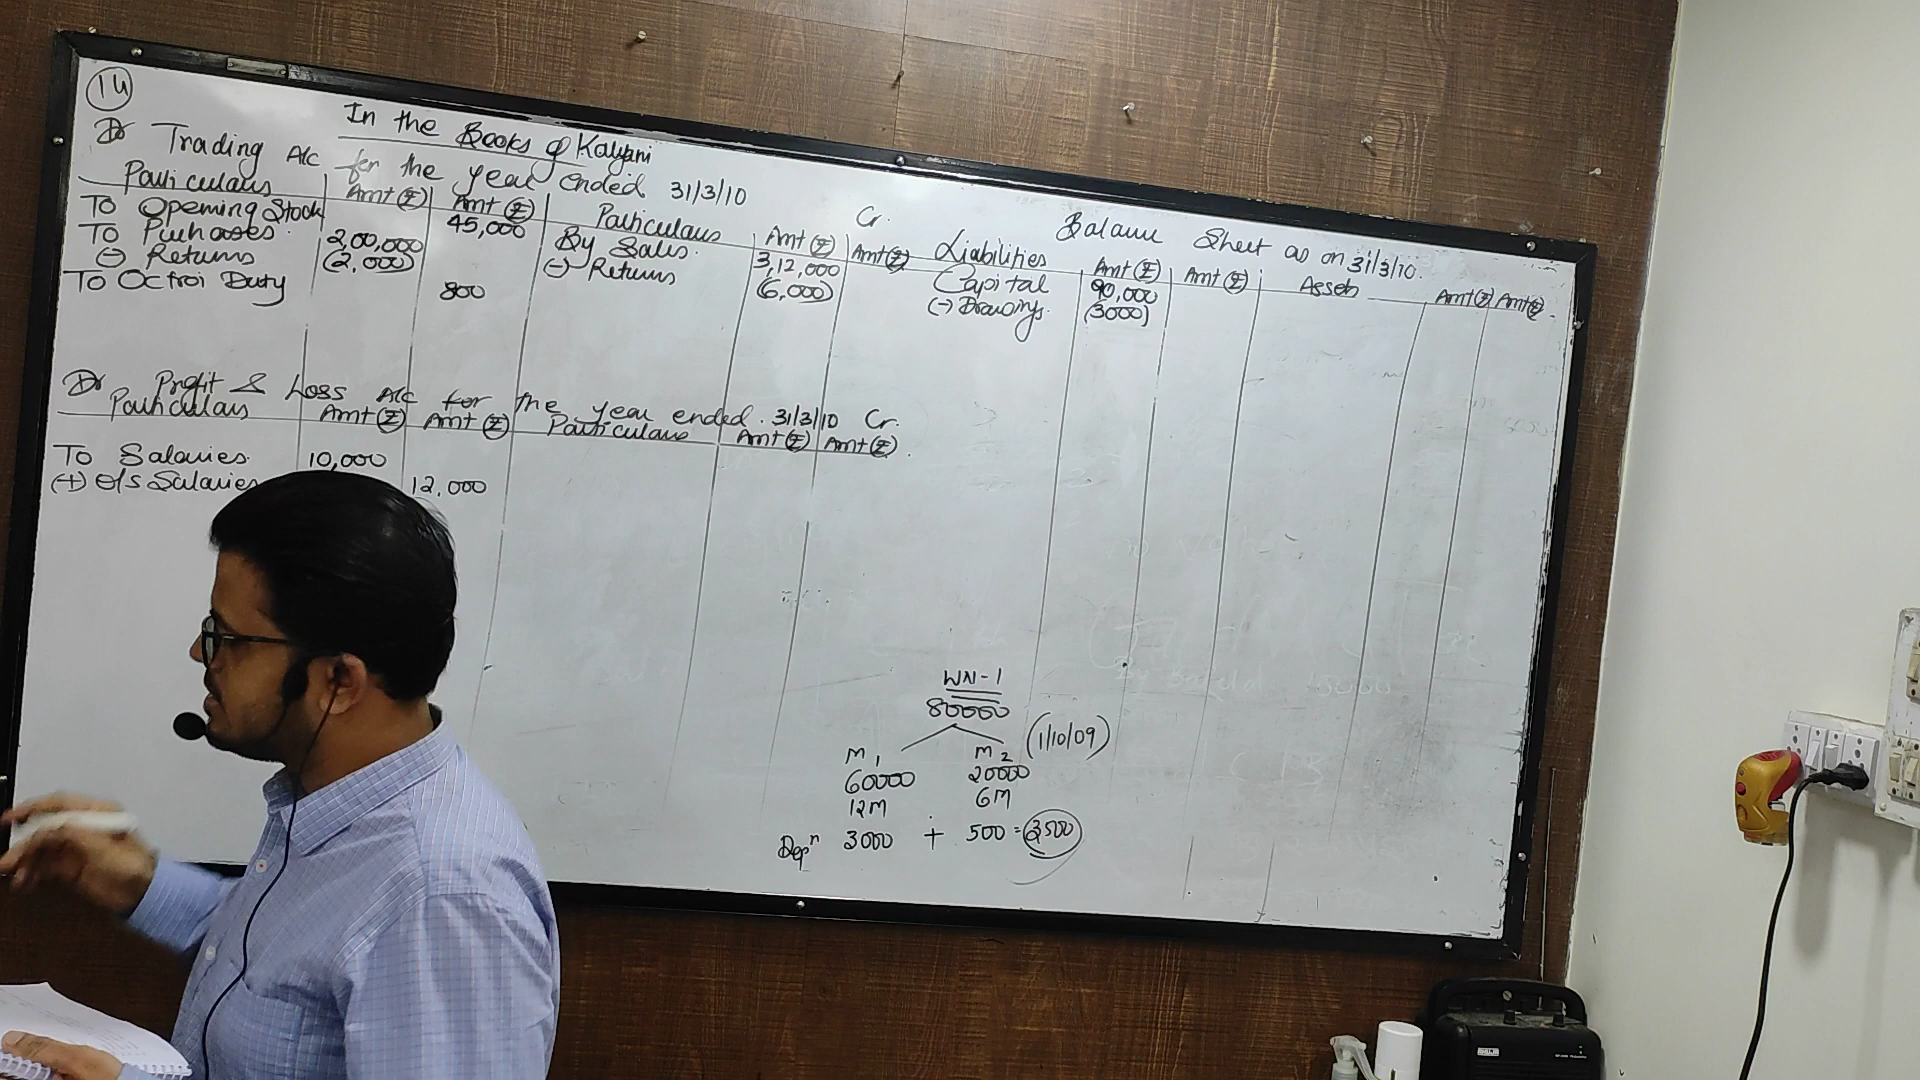 14
In the Books of Kalyani
Dr Trading A/c for the year ended 31/3/10 Cr.
Particulars Amt (₹) Amt (₹) Particulars Amt (₹) Amt (₹)
To Opening Stock 45,000 By Sales 3,12,000
To Purchases 2,00,000 (-) Returns (6,000)
(-) Returns (2,000)
To Octroi Duty 800
Dr Profit & Loss A/c for the year ended 31/3/10 Cr.
Particulars Amt (₹) Amt (₹) Particulars Amt (₹) Amt (₹)
To Salaries 10,000
(+) o/s Salaries 12,000
Balance Sheet as on 31/3/10.
Liabilities Amt (₹) Amt (₹) Assets Amt (₹) Amt (₹)
Capital 90,000
(-) Drawings (3000)
WN-1
80000
M1 M2 (1/10/09)
60000 20000
12M 6M
Depn 3000 + 500 = 3500